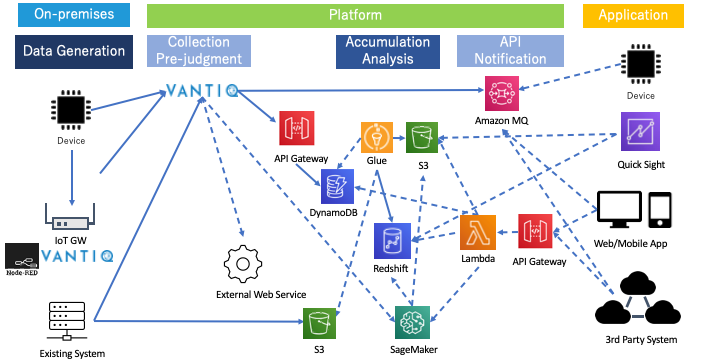 On-premises
Platform
Application
Data Generation
Collection
Pre-judgment
Accumulation
Analysis
API
Notification
VANTIQ
Device
Amazon MQ
Device
API Gateway
Glue
S3
Quick Sight
DynamoDB
IoT GW
Node-RED
VANTIQ
Redshift
Lambda
API Gateway
Web/Mobile App
External Web Service
Existing System
S3
SageMaker
3rd Party System